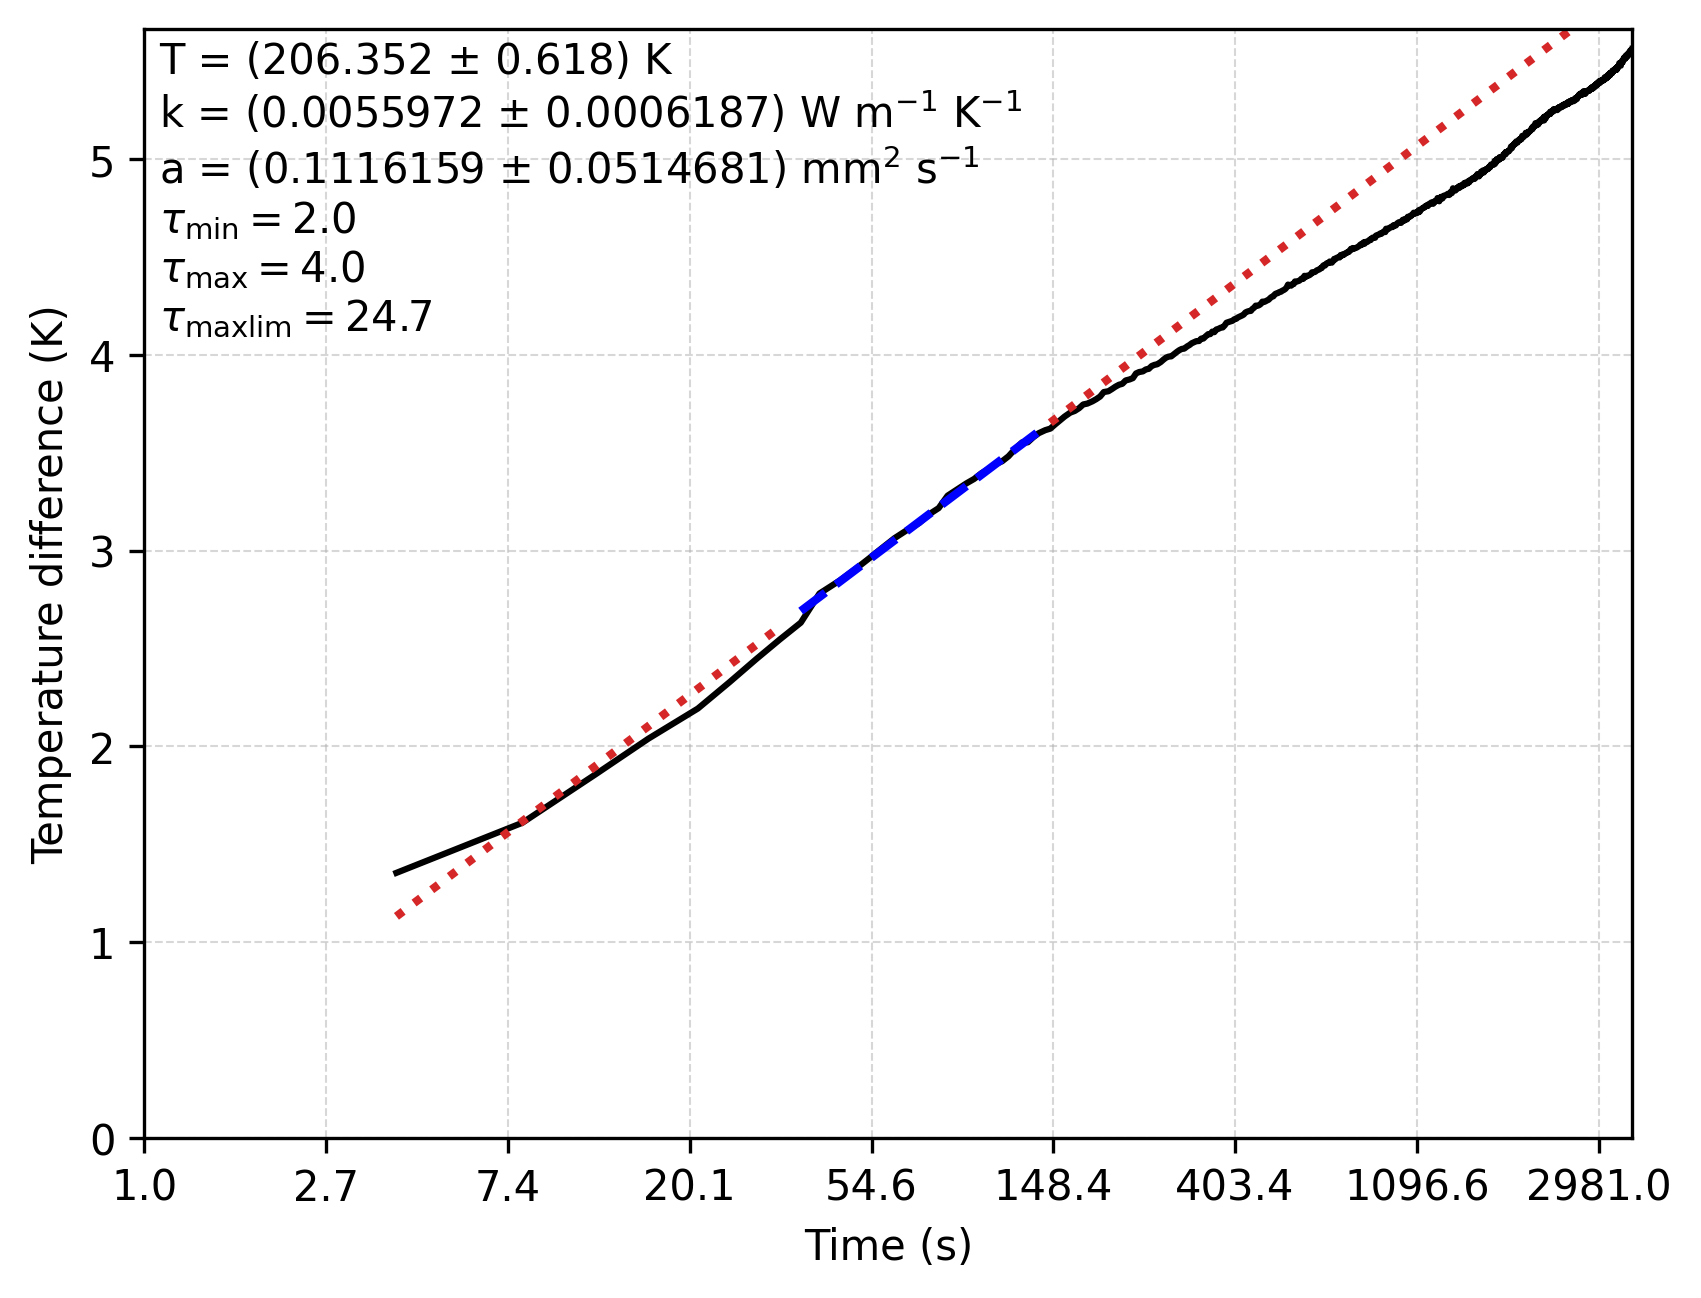 T = (206.352 ± 0.618) K
k = (0.0055972 ± 0.0006187) W m⁻¹ K⁻¹
a = (0.1116159 ± 0.0514681) mm² s⁻¹
τmin = 2.0
τmax = 4.0
τmaxlim = 24.7
Temperature difference (K)
5
4
3
2
1
0
1.0 2.7 7.4 20.1 54.6 148.4 403.4 1096.6 2981.0
Time (s)